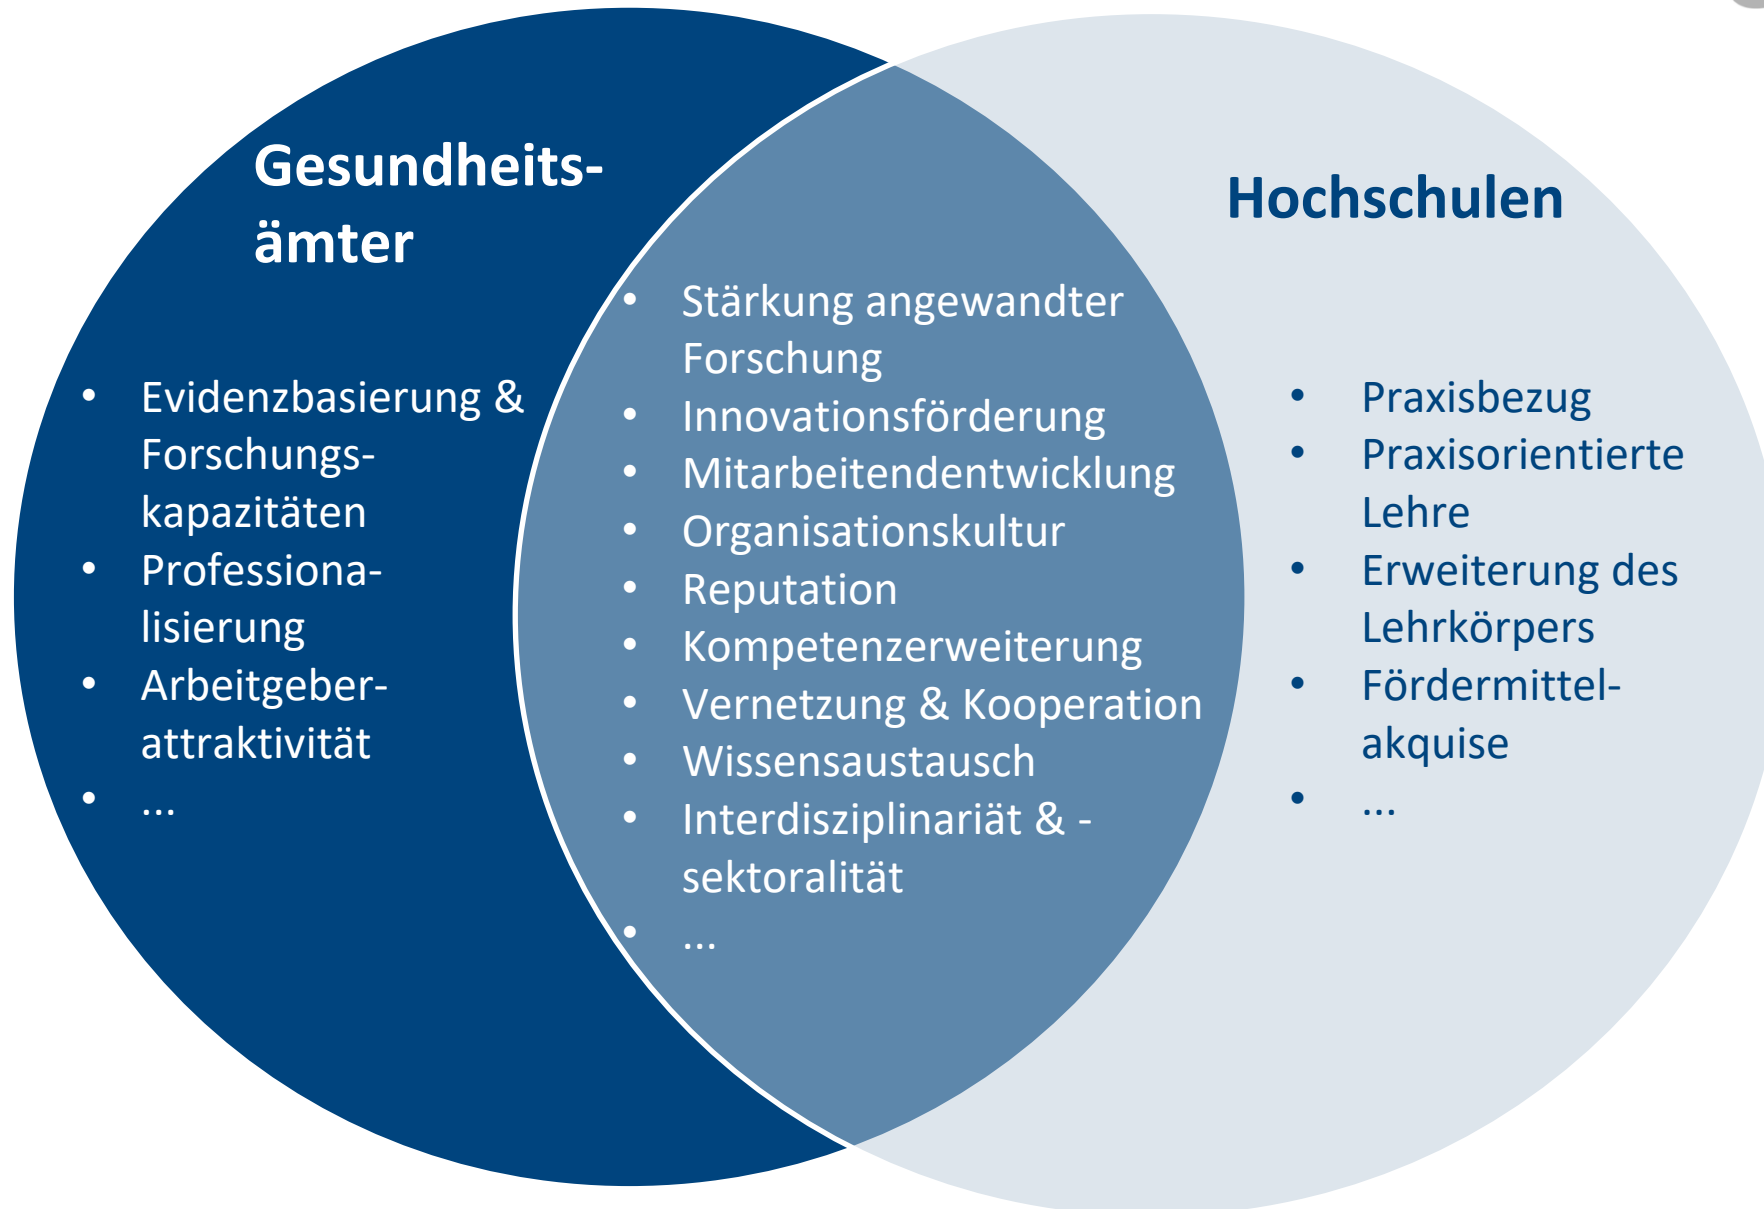 Gesundheits-
ämter
• Evidenzbasierung &
Forschungs-
kapazitäten
• Professiona-
lisierung
• Arbeitgeber-
attraktivität
• ...
• Stärkung angewandter
Forschung
• Innovationsförderung
• Mitarbeitendentwicklung
• Organisationskultur
• Reputation
• Kompetenzerweiterung
• Vernetzung & Kooperation
• Wissensaustausch
• Interdisziplinariät & -
sektoralität
• ...
Hochschulen
• Praxisbezug
• Praxisorientierte
Lehre
• Erweiterung des
Lehrkörpers
• Fördermittel-
akquise
• ...